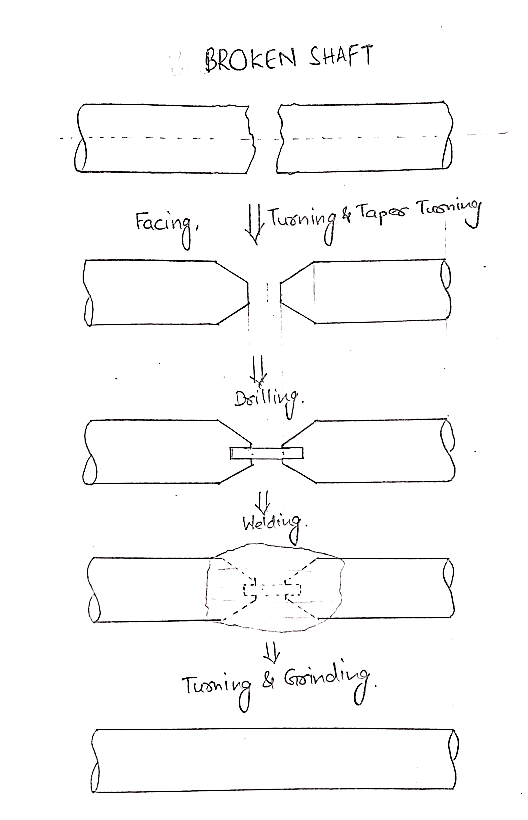 BROKEN SHAFT
Facing, Turning & Taper Turning
Drilling.
Welding.
Turning & Grinding.